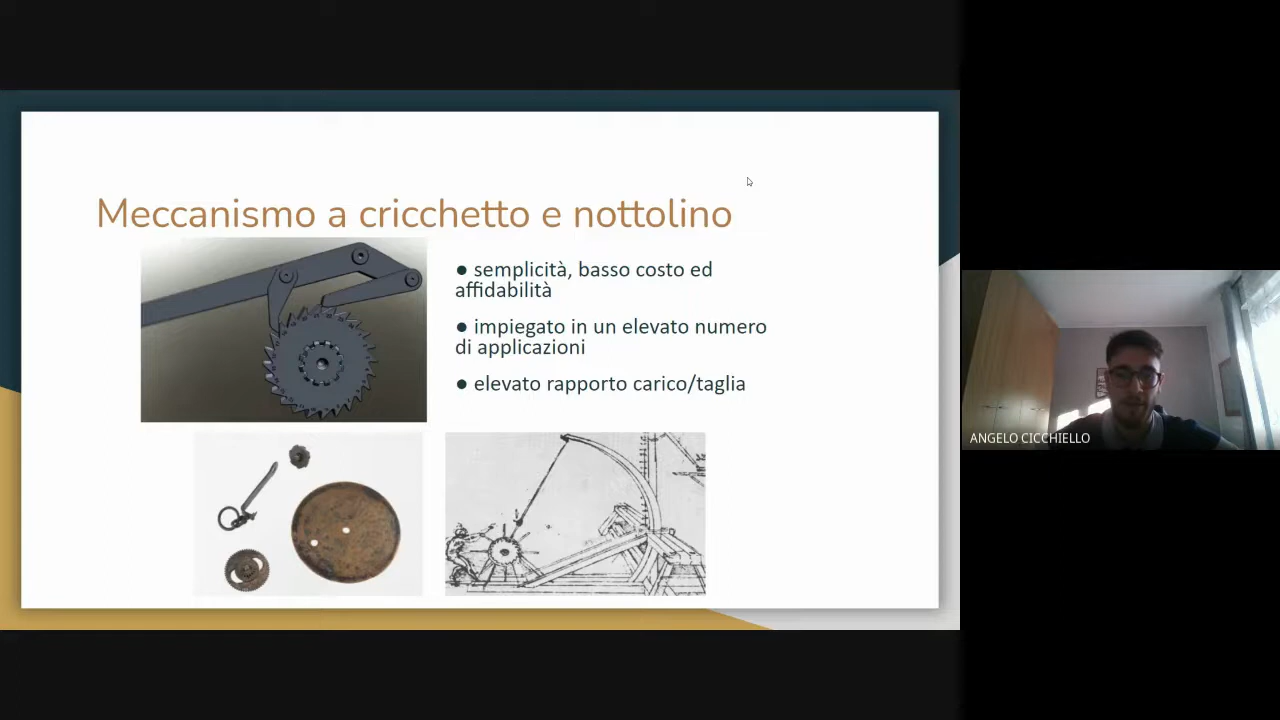 Meccanismo a cricchetto e nottolino
● semplicità, basso costo ed
affidabilità
● impiegato in un elevato numero
di applicazioni
● elevato rapporto carico/taglia
ANGELO CICCHIELLO